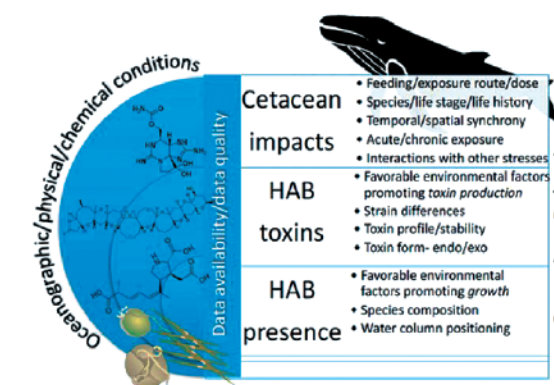 Oceanographic/physical/chemical conditions
Data availability/data quality
Cetacean
impacts
• Feeding/exposure route/dose
• Species/life stage/life history
• Temporal/spatial synchrony
• Acute/chronic exposure
• Interactions with other stresses
HAB
toxins
• Favorable environmental factors
promoting toxin production
• Strain differences
• Toxin profile/stability
• Toxin form- endo/exo
HAB
presence
• Favorable environmental
factors promoting growth
• Species composition
• Water column positioning